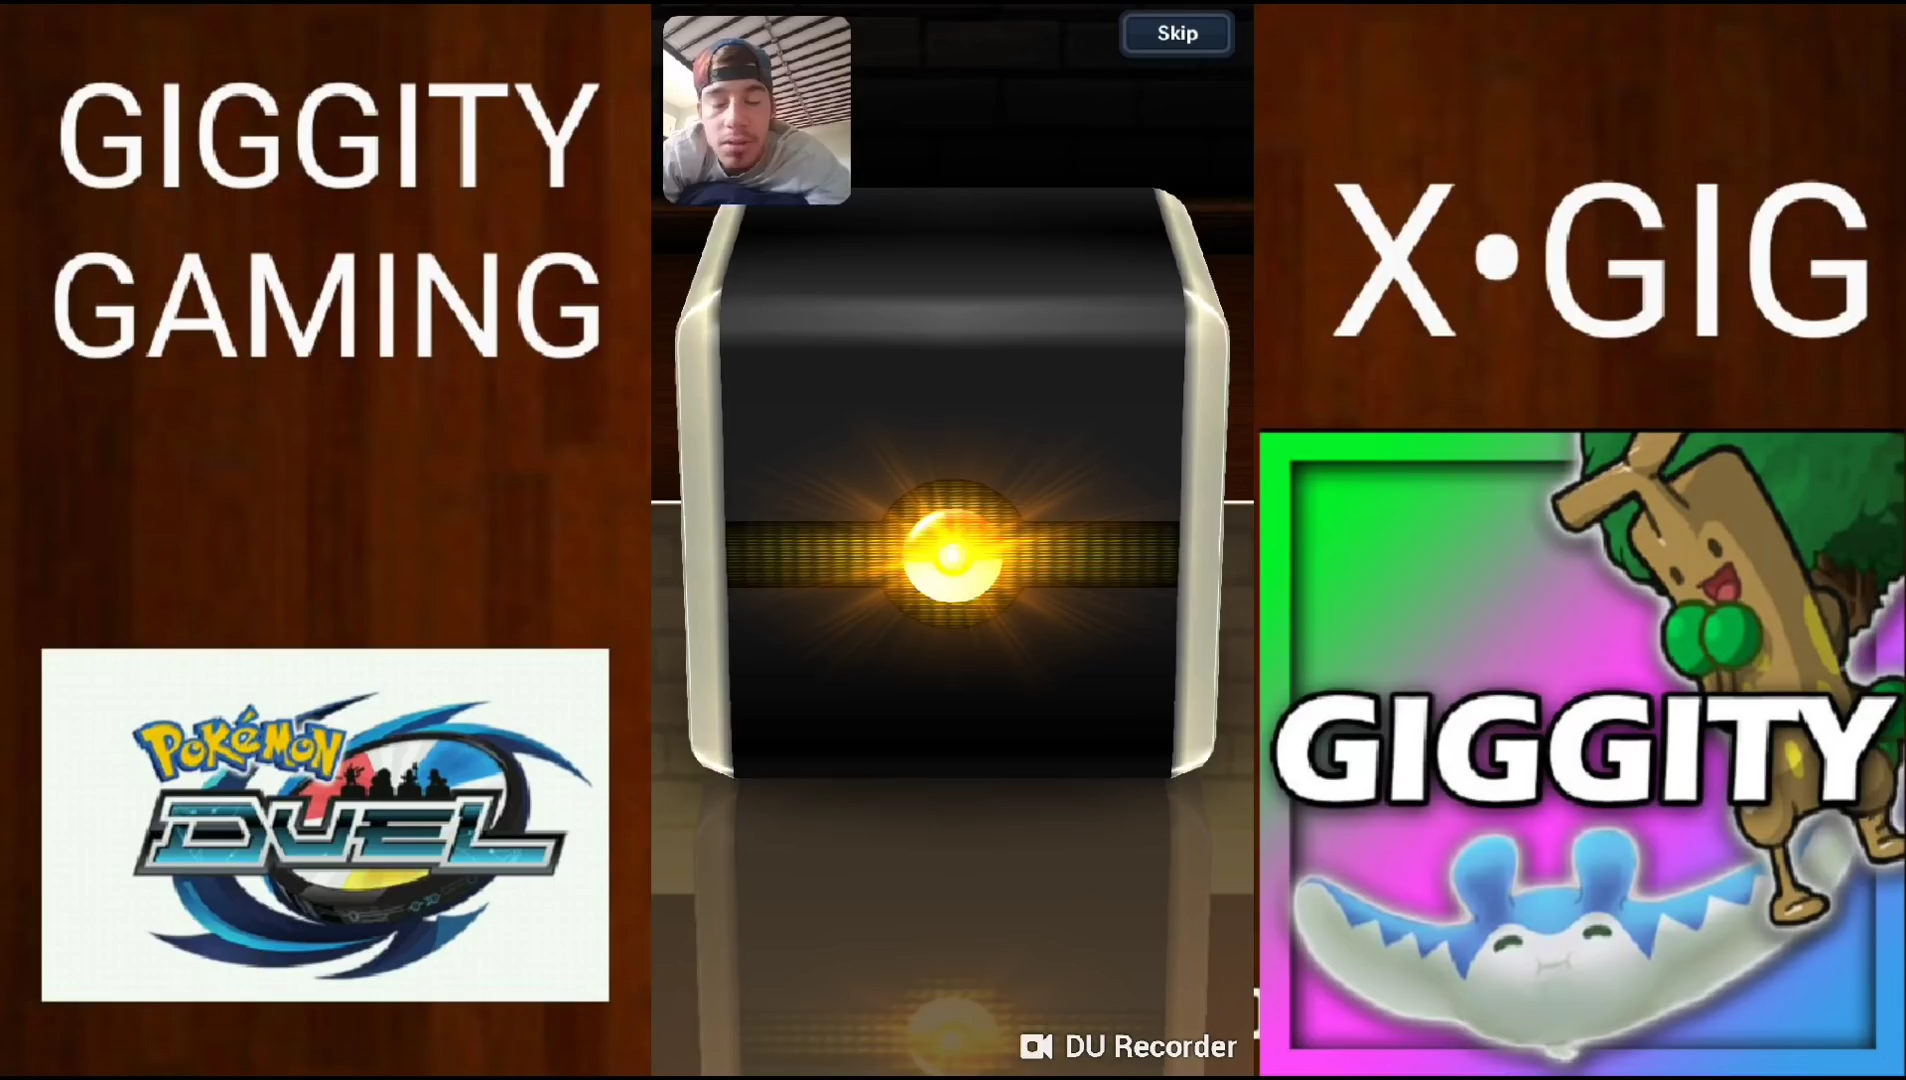 GIGGITY
GAMING
Skip
X•GIG
POKéMON
DUEL
GIGGITY
DU Recorder